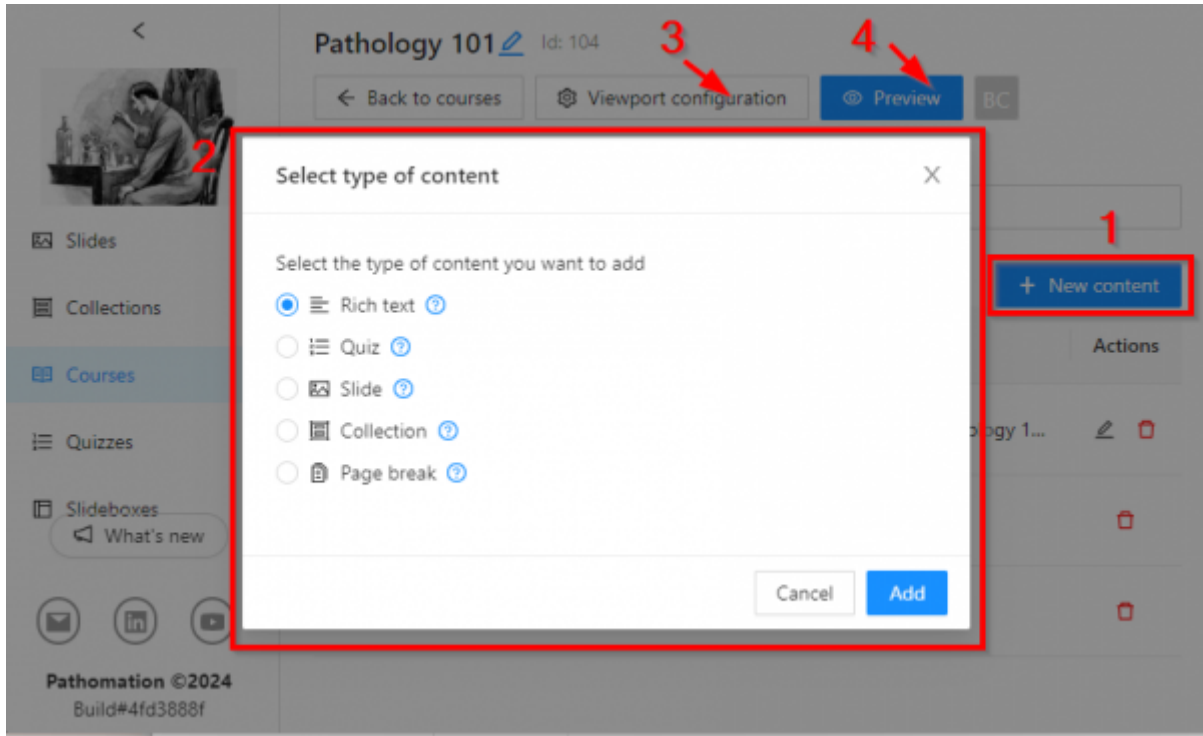 Pathology 101 Id: 104
3
4
Back to courses
Viewport configuration
Preview
BC
2
Slides
Collections
Courses
Quizzes
Slideboxes
What's new
Pathomation ©2024
Build#4fd3888f
Select type of content
Select the type of content you want to add
Rich text
Quiz
Slide
Collection
Page break
Cancel
Add
1
+ New content
Actions
ology 1...